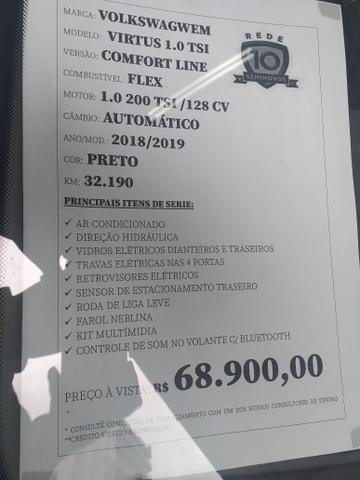 MARCA: VOLKSWAGWEM
MODELO: VIRTUS 1.0 TSI
VERSÃO: COMFORT LINE
COMBUSTÍVEL: FLEX
MOTOR: 1.0 200 TSI /128 CV
CÂMBIO: AUTOMÁTICO
ANO/MOD.: 2018/2019
COR: PRETO
KM: 32.190
REDE
10
SEMINOVOS
PRINCIPAIS ITENS DE SERIE:
✓ AR CONDICIONADO
✓ DIREÇÃO HIDRÁULICA
✓ VIDROS ELÉTRICOS DIANTEIROS E TRASEIROS
✓ TRAVAS ELÉTRICAS NAS 4 PORTAS
✓ RETROVISORES ELÉTRICOS
✓ SENSOR DE ESTACIONAMENTO TRASEIRO
✓ RODA DE LIGA LEVE
✓ FAROL NEBLINA
✓ KIT MULTÍMIDIA
✓ CONTROLE DE SOM NO VOLANTE C/ BLUETOOTH
PREÇO À VISTA: R$ 68.900,00
* CONSULTE CONDIÇÕES DE FINANCIAMENTO COM UM DOS NOSSOS CONSULTORES DE VENDAS
**CRÉDITO SUJEITO A APROVAÇÃO